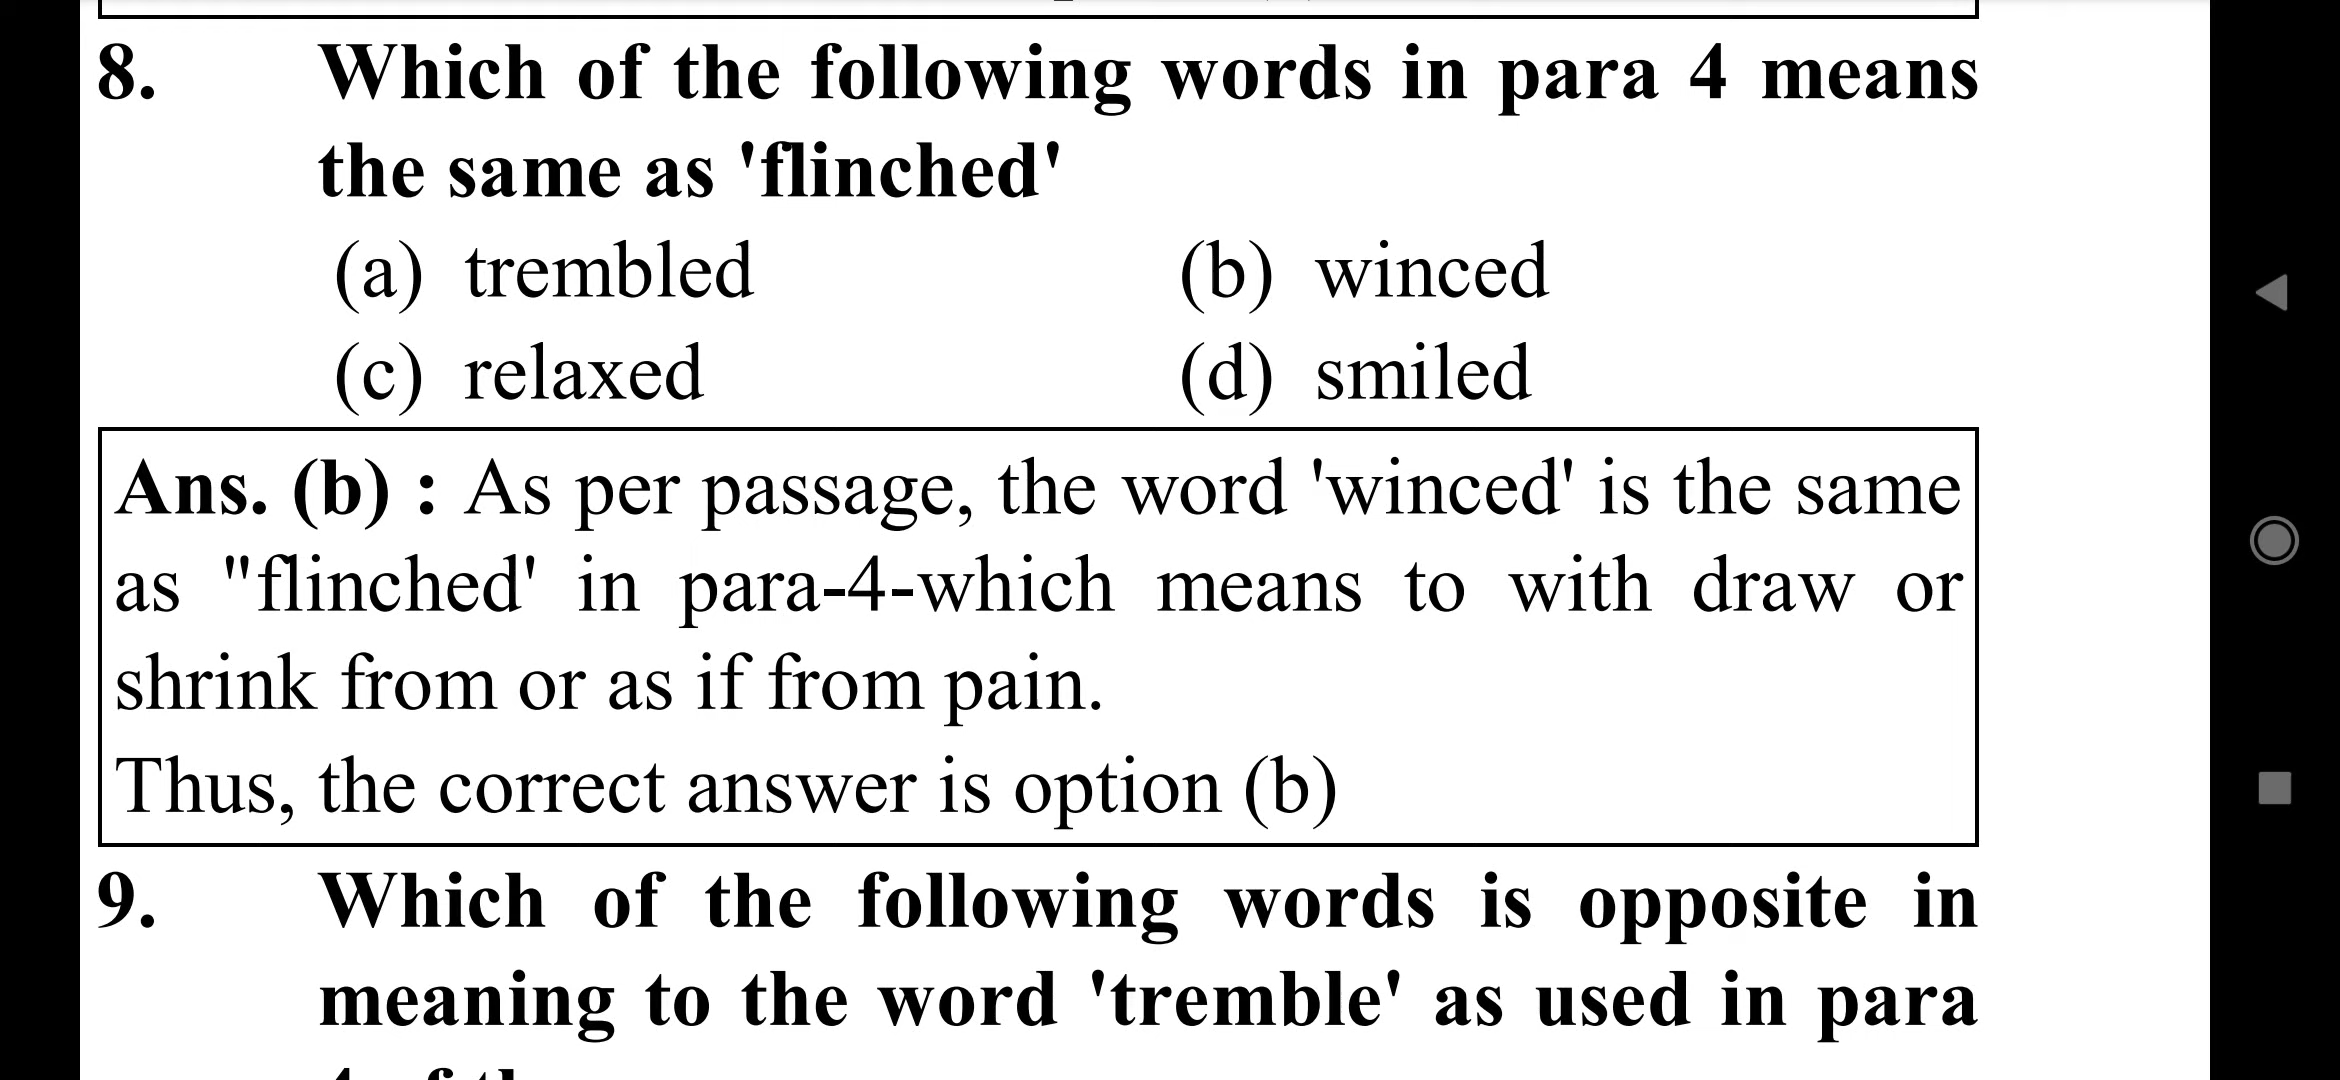 8. Which of the following words in para 4 means
the same as 'flinched'
(a) trembled (b) winced
(c) relaxed (d) smiled
Ans. (b) : As per passage, the word 'winced' is the same
as "flinched' in para-4-which means to with draw or
shrink from or as if from pain.
Thus, the correct answer is option (b)
9. Which of the following words is opposite in
meaning to the word 'tremble' as used in para